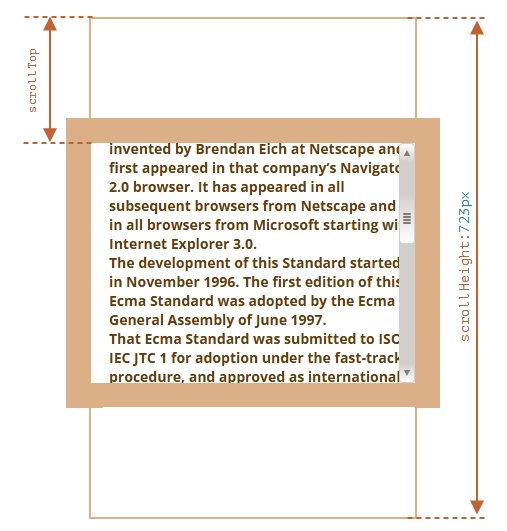 scrollTop
invented by Brendan Eich at Netscape and
first appeared in that company’s Navigato
2.0 browser. It has appeared in all
subsequent browsers from Netscape and
in all browsers from Microsoft starting wi
Internet Explorer 3.0.
The development of this Standard started
in November 1996. The first edition of this
Ecma Standard was adopted by the Ecma
General Assembly of June 1997.
That Ecma Standard was submitted to ISO
IEC JTC 1 for adoption under the fast-track
procedure, and approved as international
scrollHeight:723px